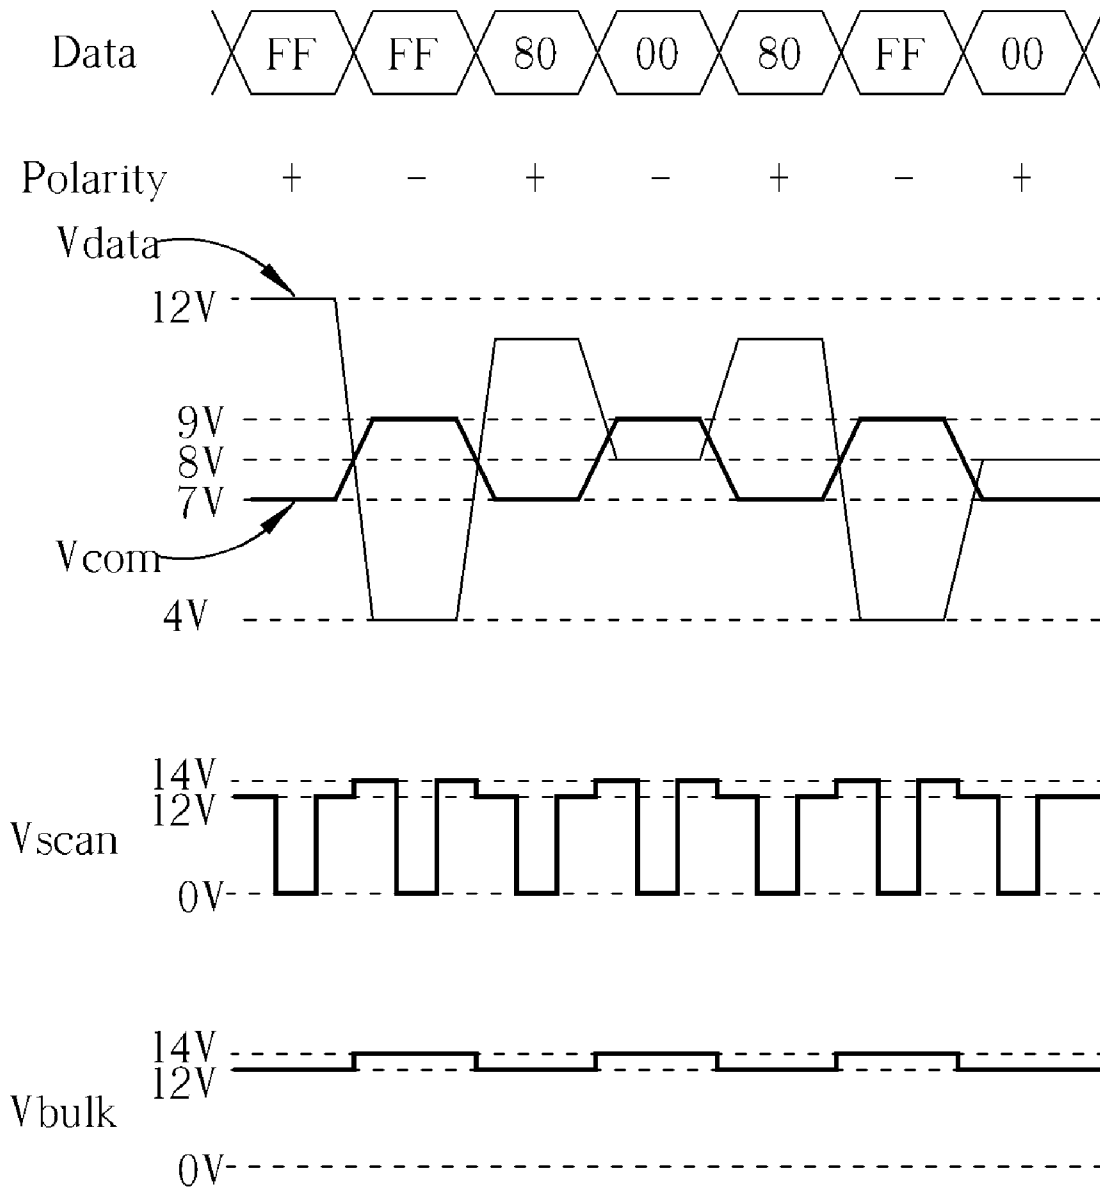 Data FF FF 80 00 80 FF 00
Polarity + − + − + − +
Vdata
12V
9V
8V
7V
Vcom
4V
14V
12V
Vscan
0V
14V
12V
Vbulk
0V